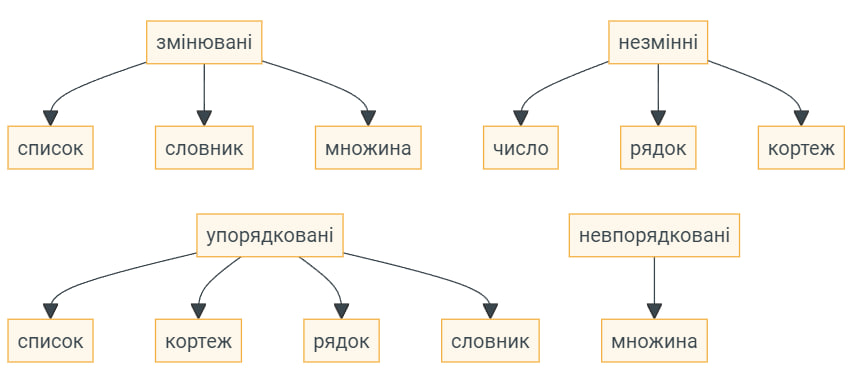 змінювані
незмінні
список
словник
множина
число
рядок
кортеж
упорядковані
невпорядковані
список
кортеж
рядок
словник
множина